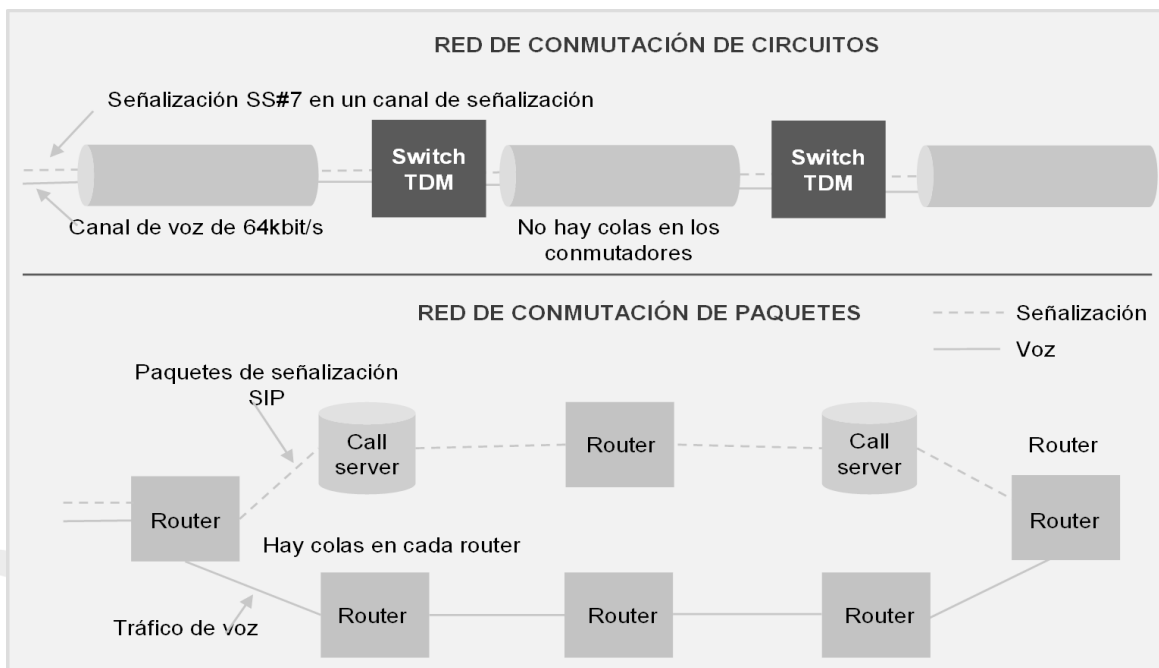 RED DE CONMUTACIÓN DE CIRCUITOS
Señalización SS#7 en un canal de señalización
Switch
TDM
Switch
TDM
Canal de voz de 64kbit/s
No hay colas en los
conmutadores
RED DE CONMUTACIÓN DE PAQUETES
Señalización
Voz
Paquetes de señalización
SIP
Call
server
Router
Call
server
Router
Router
Router
Hay colas en cada router
Router
Router
Router
Tráfico de voz